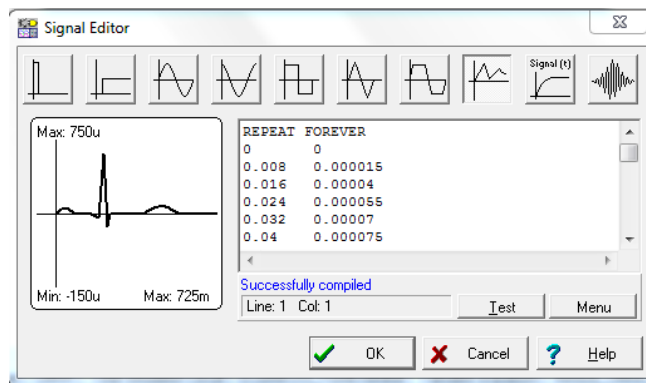 Signal Editor
Signal (t)
Max: 750u
Min: -150u Max: 725m
REPEAT FOREVER
0 0
0.008 0.000015
0.016 0.00004
0.024 0.000055
0.032 0.00007
0.04 0.000075
Successfully compiled
Line: 1 Col: 1
Test
Menu
OK
Cancel
? Help